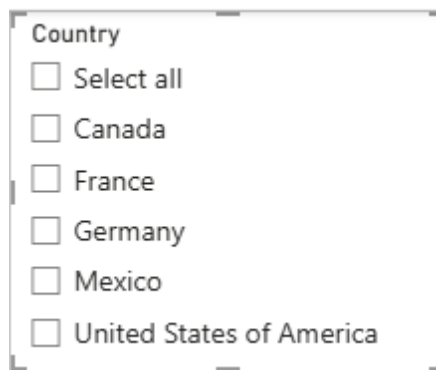 Country
Select all
Canada
France
Germany
Mexico
United States of America